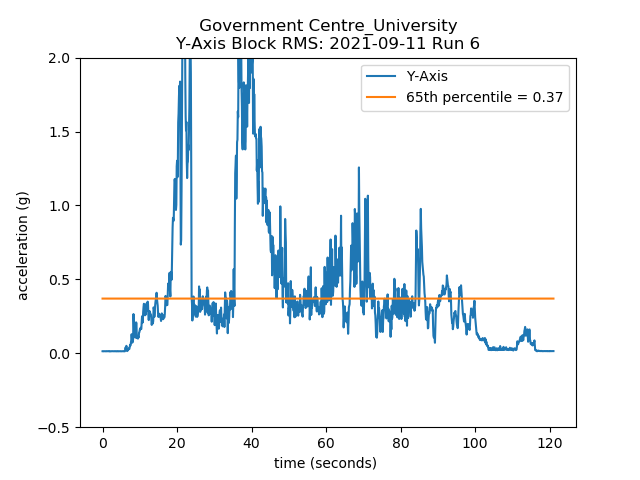 Government Centre_University
Y-Axis Block RMS: 2021-09-11 Run 6
Y-Axis
65th percentile = 0.37
2.0
1.5
1.0
0.5
0.0
−0.5
acceleration (g)
0 20 40 60 80 100 120
time (seconds)